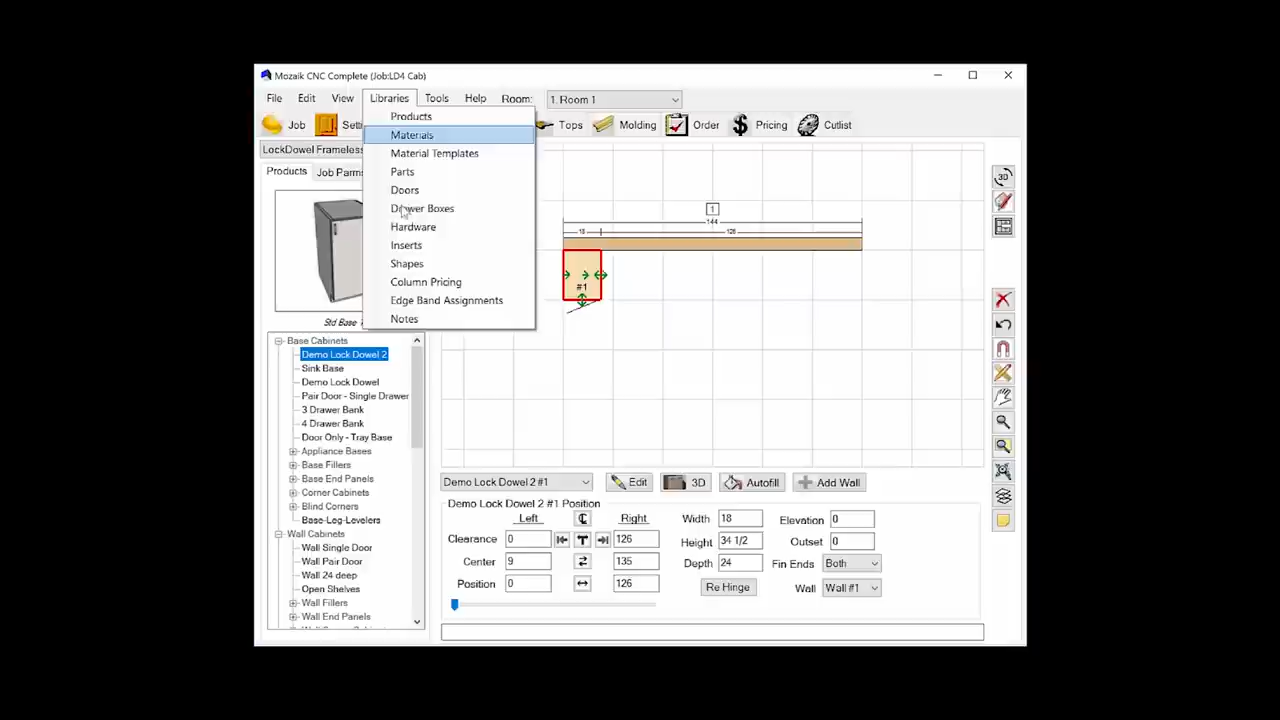 Mozaik CNC Complete (Job:LD4 Cab)
File Edit View Libraries Tools Help Room: 1. Room 1
Job Tops Molding Order Pricing Cutlist
LockDowel Frameless
Products Job Parms
Products
Materials
Material Templates
Parts
Doors
Drawer Boxes
Hardware
Inserts
Shapes
Column Pricing
Edge Band Assignments
Notes
3D
1
144
18
126
#1
Base Cabinets
Demo Lock Dowel 2
Sink Base
Demo Lock Dowel
Pair Door - Single Drawer
3 Drawer Bank
4 Drawer Bank
Door Only - Tray Base
Appliance Bases
Base Fillers
Base End Panels
Corner Cabinets
Blind Corners
Base Leg Levelers
Wall Cabinets
Wall Single Door
Wall Pair Door
Wall 24 deep
Open Shelves
Wall Fillers
Wall End Panels
Demo Lock Dowel 2 #1 Edit 3D Autofill Add Wall
Demo Lock Dowel 2 #1 Position
Left Right Width 18 Elevation 0
Clearance 0 126 Height 34 1/2 Outset 0
Center 9 135 Depth 24 Fin Ends Both
Position 0 126 Re Hinge Wall Wall #1